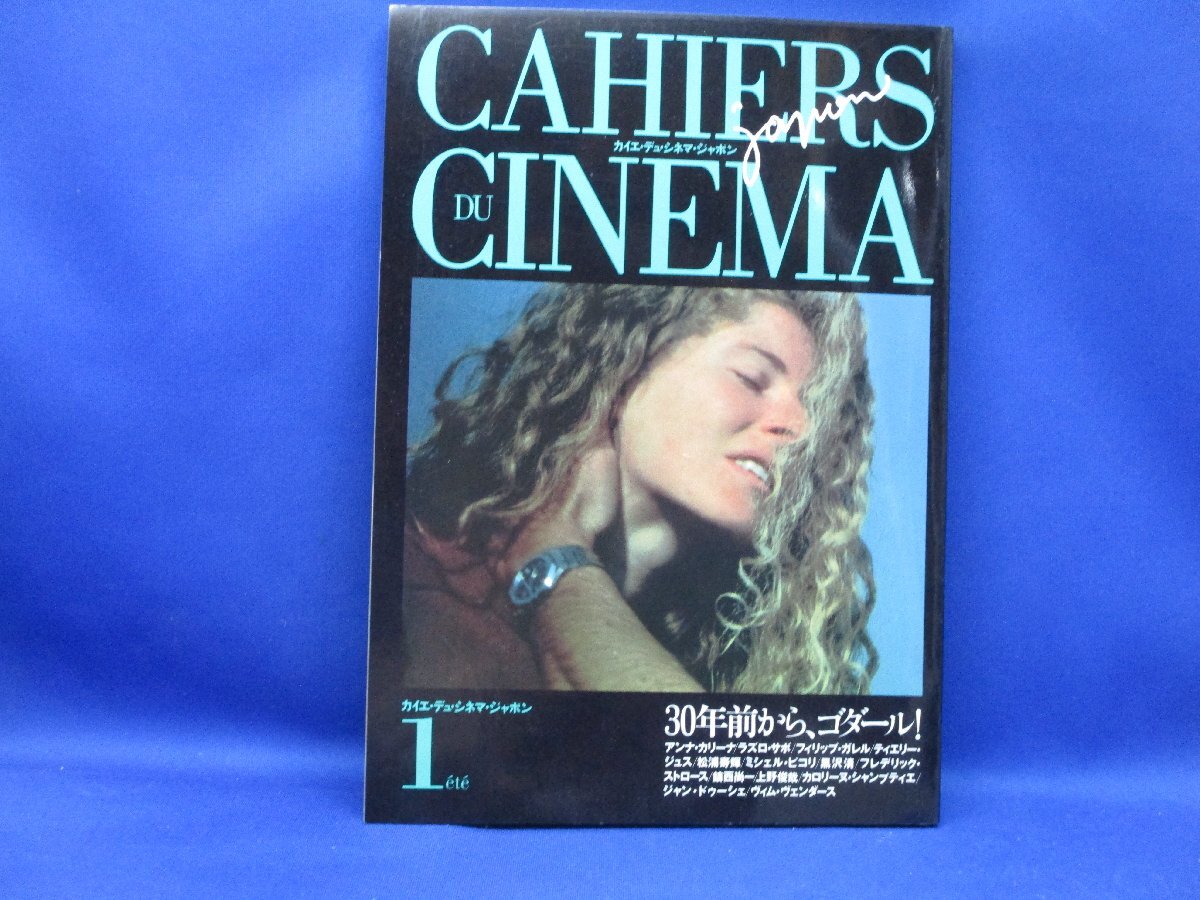 CAHIERS
japon
カイエ・デュ・シネマ・ジャポン
DU
CINEMA
カイエ・デュ・シネマ・ジャポン
1 été
30年前から、ゴダール!
アンナ・カリーナ/ラズロ・サボ/フィリップ・ガレル/ティエリー・
ジュス/松浦寿輝/ミシェル・ピコリ/黒沢清/フレデリック・
ストロース/鎮西尚一/上野俊哉/カロリーヌ・シャンプティエ/
ジャン・ドゥーシェ/ヴィム・ヴェンダース